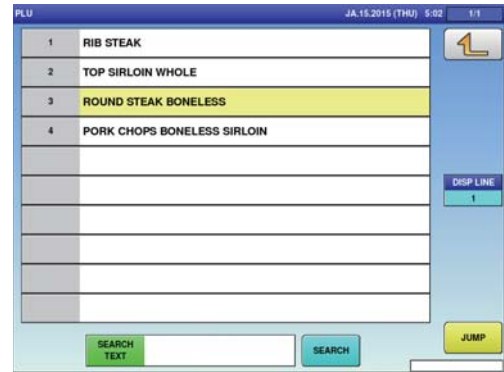 PLU JA.15.2015 (THU) 5:02 1/1
1 RIB STEAK
2 TOP SIRLOIN WHOLE
3 ROUND STEAK BONELESS
4 PORK CHOPS BONELESS SIRLOIN
DISP LINE
1
SEARCH TEXT
SEARCH
JUMP